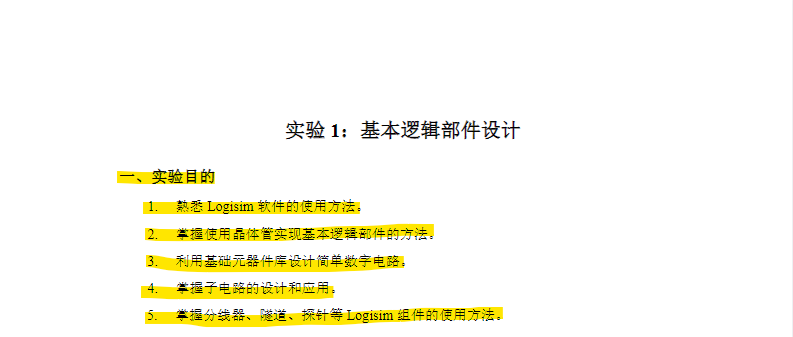 实验 1：基本逻辑部件设计
一、实验目的
1. 熟悉 Logisim 软件的使用方法。
2. 掌握使用晶体管实现基本逻辑部件的方法。
3. 利用基础元器件库设计简单数字电路。
4. 掌握子电路的设计和应用。
5. 掌握分线器、隧道、探针等 Logisim 组件的使用方法。